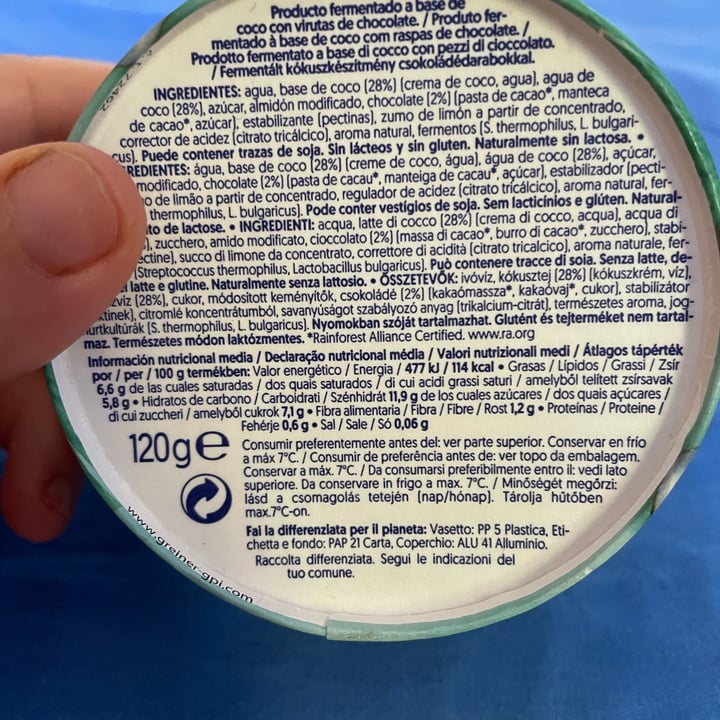 Producto fermentado a base de
coco con virutas de chocolate. / Produto fer-
mentado à base de coco com raspas de chocolate. /
Prodotto fermentato a base di cocco con pezzi di cioccolato.
/ Fermentált kókuszkészítmény csokoládédarabokkal.
INGREDIENTES: agua, base de coco (28%) (crema de coco, agua), agua de
coco (28%), azúcar, almidón modificado, chocolate (2%) (pasta de cacao*, manteca
de cacao*, azúcar), estabilizante (pectinas), zumo de limón a partir de concentrado,
corrector de acidez (citrato tricálcico), aroma natural, fermentos (S. thermophilus, L. bulgari-
cus). Puede contener trazas de soja. Sin lácteos y sin gluten. Naturalmente sin lactosa. •
REDIENTES: água, base de coco (28%) (creme de coco, água), água de coco (28%), açúcar,
modificado, chocolate (2%) (pasta de cacau*, manteiga de cacau*, açúcar), estabilizador (pecti-
o de limão a partir de concentrado, regulador de acidez (citrato tricálcico), aroma natural, fer-
thermophilus, L. bulgaricus). Pode conter vestígios de soja. Sem lacticínios e glúten. Natural-
to de lactose. • INGREDIENTI: acqua, latte di cocco (28%) (crema di cocco, acqua), acqua di
), zucchero, amido modificato, cioccolato (2%) (massa di cacao*, burro di cacao*, zucchero), stabi-
ectine), succo di limone da concentrato, correttore di acidità (citrato tricalcico), aroma naturale, fer-
(Streptococcus thermophilus, Lactobacillus bulgaricus). Può contenere tracce di soia. Senza latte, de-
i latte e glutine. Naturalmente senza lattosio. • ÖSSZETEVŐK: ivóvíz, kókusztej (28%) (kókuszkrém, víz),
zvíz (28%), cukor, módosított keményítők, csokoládé (2%) (kakaómassza*, kakaóvaj*, cukor), stabilizátor
ktinek), citromlé koncentrátumból, savanyúságot szabályozó anyag (trikalcium-citrát), természetes aroma, jog-
urtkultúrák (S. thermophilus, L. bulgaricus). Nyomokban szóját tartalmazhat. Glutént és tejterméket nem tartal-
maz. Természetes módon laktózmentes. *Rainforest Alliance Certified. www.ra.org
Información nutricional media / Declaração nutricional média / Valori nutrizionali medi / Átlagos tápérték
por / per / 100 g termékben: Valor energético / Energia / 477 kJ / 114 kcal • Grasas / Lípidos / Grassi / Zsír
6,6 g de las cuales saturadas / dos quais saturados / di cui acidi grassi saturi / amelyből telített zsírsavak
5,8 g • Hidratos de carbono / Carboidrati / Szénhidrát 11,9 g de los cuales azúcares / dos quais açúcares /
di cui zuccheri / amelyből cukrok 7,1 g • Fibra alimentaria / Fibra / Fibre / Rost 1,2 g • Proteínas / Proteine /
Fehérje 0,6 g • Sal / Sale / Só 0,06 g
120g e
Consumir preferentemente antes del: ver parte superior. Conservar en frío
a máx 7°C. / Consumir de preferência antes de: ver topo da embalagem.
Conservar a máx. 7°C. / Da consumarsi preferibilmente entro il: vedi lato
superiore. Da conservare in frigo a max. 7°C. / Minőségét megőrzi:
lásd a csomagolás tetején (nap/hónap). Tárolja hűtőben
max.7°C-on.
Fai la differenziata per il pianeta: Vasetto: PP 5 Plastica, Eti-
chetta e fondo: PAP 21 Carta, Coperchio: ALU 41 Alluminio.
Raccolta differenziata. Segui le indicazioni del
tuo comune.
www.greiner-gpi.com